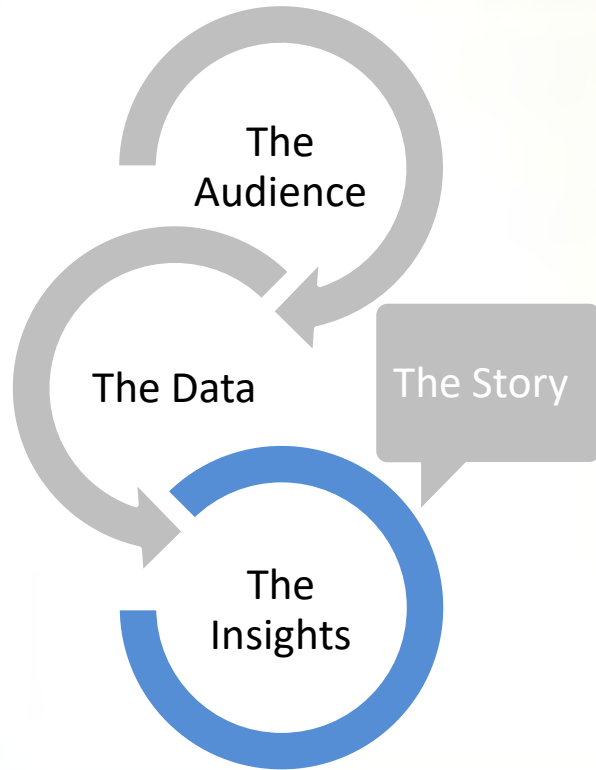 The
Audience
The Data
The Story
The
Insights